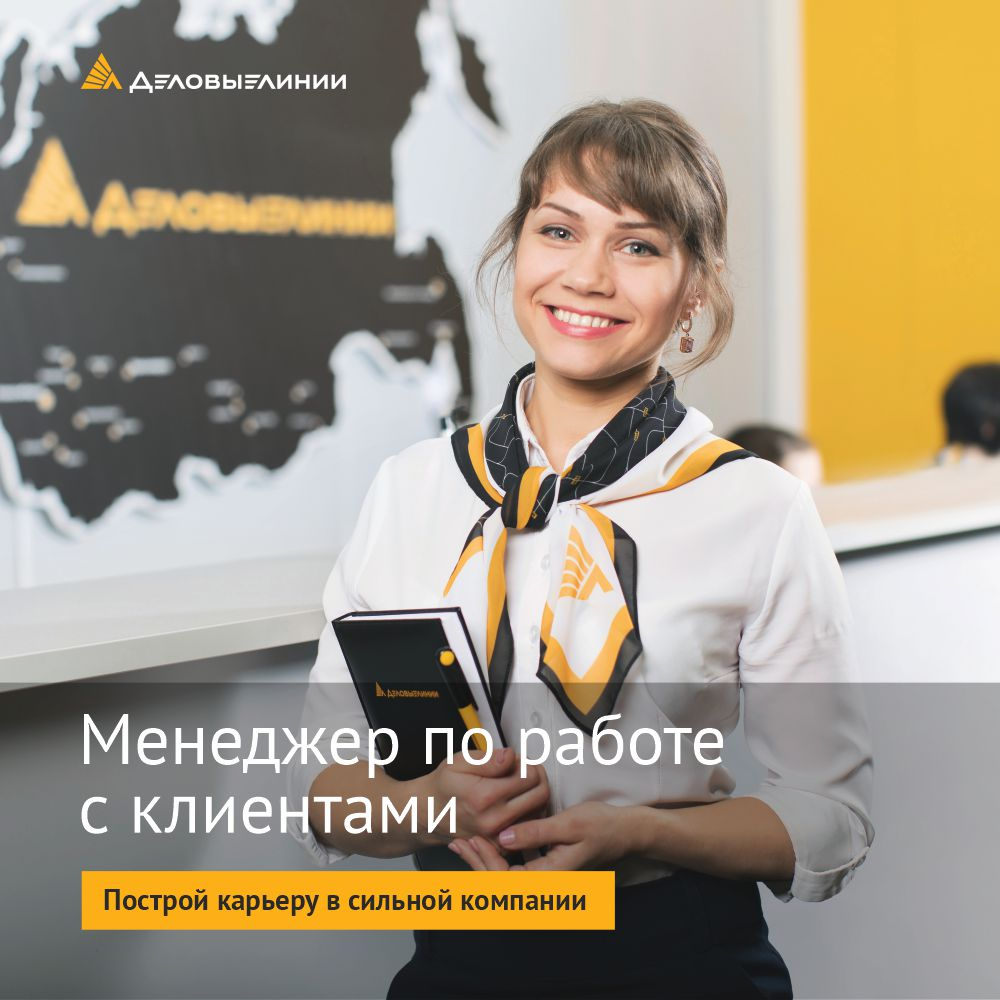 ДЕЛОВЫЕЛИНИИ
ДЕЛОВЫЕЛИНИИ
ДЕЛОВЫЕЛИНИИ
Менеджер по работе
с клиентами
Построй карьеру в сильной компании